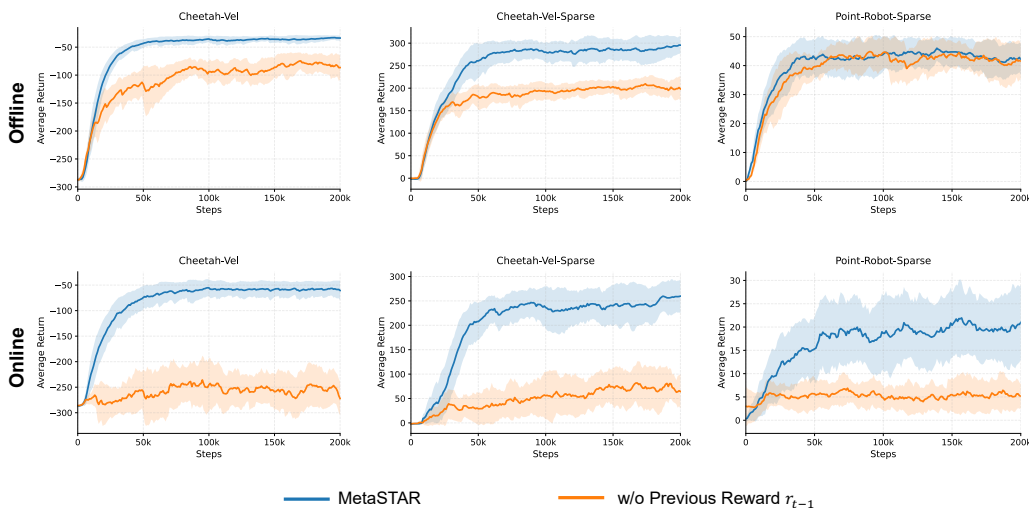 Cheetah-Vel
Cheetah-Vel-Sparse
Point-Robot-Sparse
Offline
Average Return
−50
−100
−150
−200
−250
−300
0
50k
100k
150k
200k
Steps
Average Return
300
250
200
150
100
50
0
0
50k
100k
150k
200k
Steps
Average Return
50
40
30
20
10
0
0
50k
100k
150k
200k
Steps
Cheetah-Vel
Cheetah-Vel-Sparse
Point-Robot-Sparse
Online
Average Return
−50
−100
−150
−200
−250
−300
0
50k
100k
150k
200k
Steps
Average Return
300
250
200
150
100
50
0
0
50k
100k
150k
200k
Steps
Average Return
30
25
20
15
10
5
0
0
50k
100k
150k
200k
Steps
MetaSTAR
w/o Previous Reward r_{t−1}